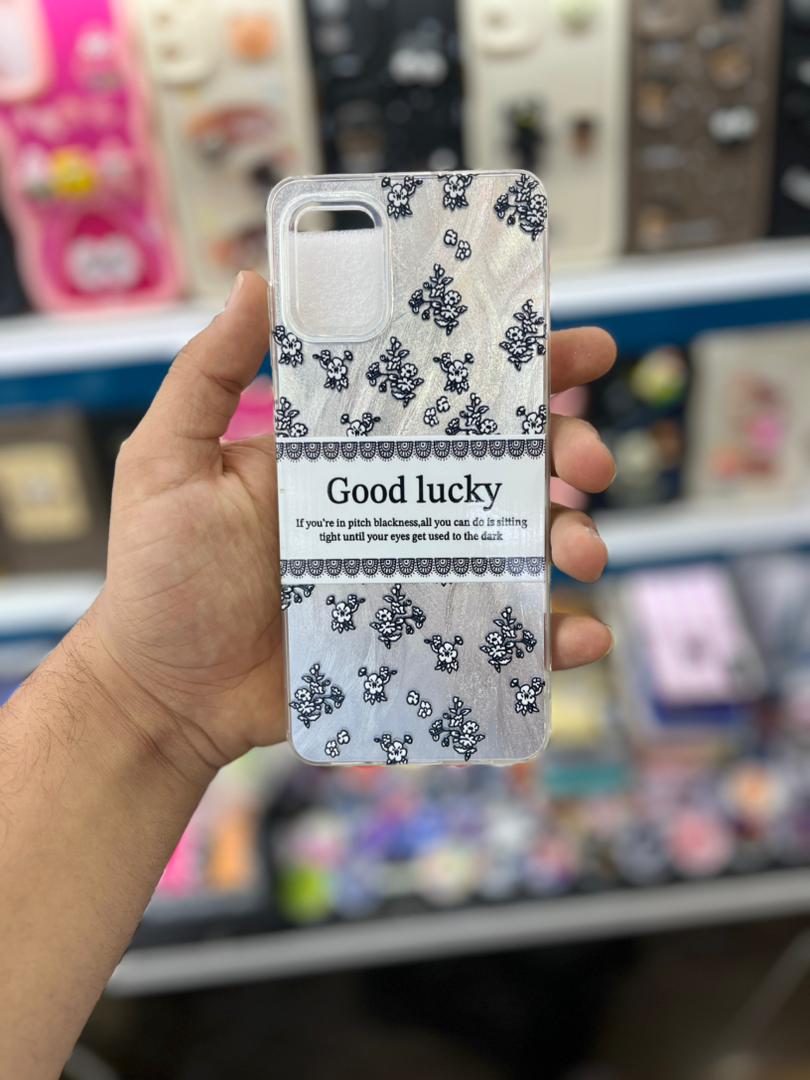 Good lucky
If you're in pitch blackness,all you can do is sitting
tight until your eyes get used to the dark